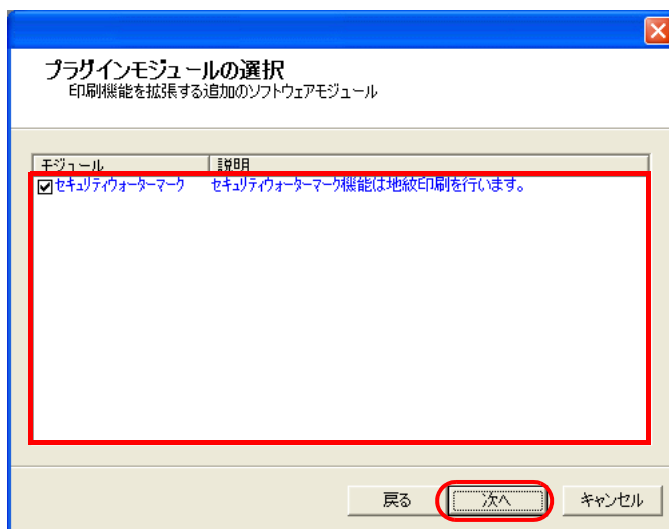 プラグインモジュールの選択
印刷機能を拡張する追加のソフトウェアモジュール
モジュール 説明
セキュリティウォーターマーク セキュリティウォーターマーク機能は地紋印刷を行います。
戻る 次へ キャンセル